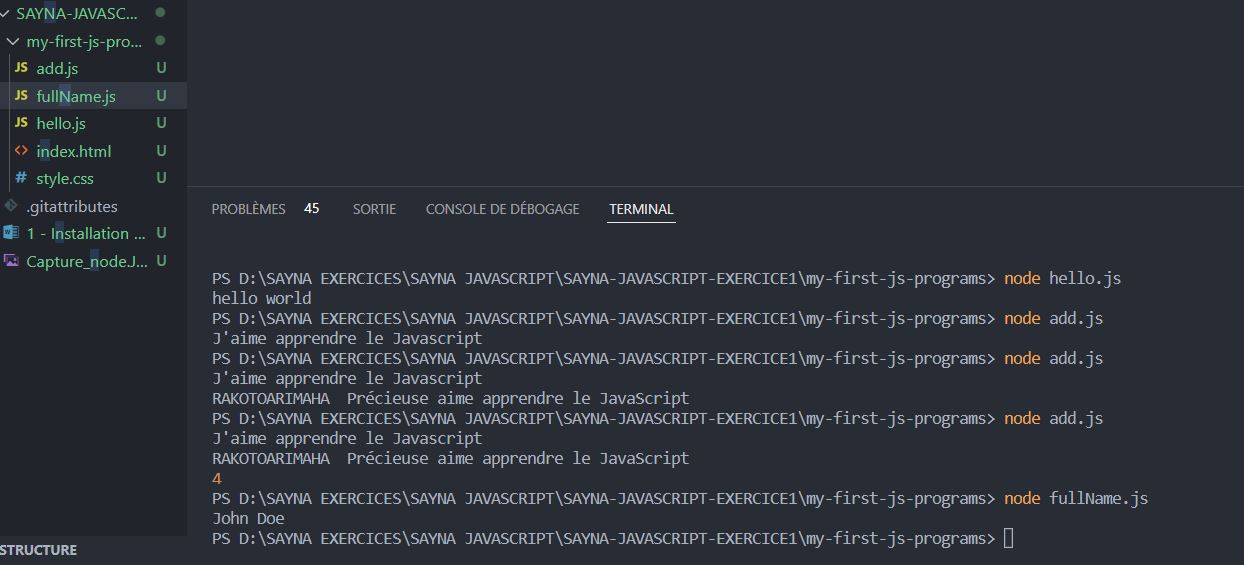 SAYNA-JAVASC...
my-first-js-pro...
JS add.js U
JS fullName.js U
JS hello.js U
<> index.html U
# style.css U
.gitattributes
1 - Installation ... U
Capture_nodeJ... U
STRUCTURE
PROBLÈMES 45 SORTIE CONSOLE DE DÉBOGAGE TERMINAL
PS D:\SAYNA EXERCICES\SAYNA JAVASCRIPT\SAYNA-JAVASCRIPT-EXERCICE1\my-first-js-programs> node hello.js
hello world
PS D:\SAYNA EXERCICES\SAYNA JAVASCRIPT\SAYNA-JAVASCRIPT-EXERCICE1\my-first-js-programs> node add.js
J'aime apprendre le Javascript
PS D:\SAYNA EXERCICES\SAYNA JAVASCRIPT\SAYNA-JAVASCRIPT-EXERCICE1\my-first-js-programs> node add.js
J'aime apprendre le Javascript
RAKOTOARIMAHA  Précieuse aime apprendre le JavaScript
PS D:\SAYNA EXERCICES\SAYNA JAVASCRIPT\SAYNA-JAVASCRIPT-EXERCICE1\my-first-js-programs> node add.js
J'aime apprendre le Javascript
RAKOTOARIMAHA  Précieuse aime apprendre le JavaScript
4
PS D:\SAYNA EXERCICES\SAYNA JAVASCRIPT\SAYNA-JAVASCRIPT-EXERCICE1\my-first-js-programs> node fullName.js
John Doe
PS D:\SAYNA EXERCICES\SAYNA JAVASCRIPT\SAYNA-JAVASCRIPT-EXERCICE1\my-first-js-programs>